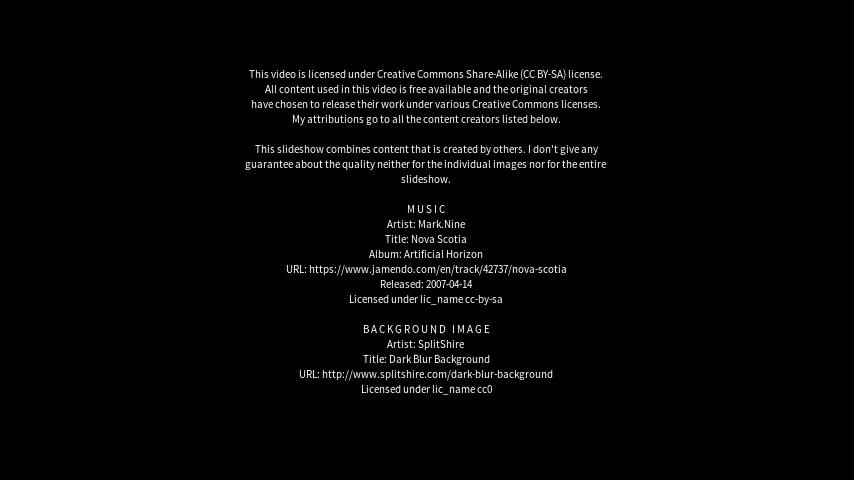 This video is licensed under Creative Commons Share-Alike (CC BY-SA) license.
All content used in this video is free available and the original creators
have chosen to release their work under various Creative Commons licenses.
My attributions go to all the content creators listed below.
This slideshow combines content that is created by others. I don't give any
guarantee about the quality neither for the individual images nor for the entire
slideshow.
MUSIC
Artist: Mark.Nine
Title: Nova Scotia
Album: Artificial Horizon
URL: https://www.jamendo.com/en/track/42737/nova-scotia
Released: 2007-04-14
Licensed under lic_name cc-by-sa
BACKGROUND IMAGE
Artist: SplitShire
Title: Dark Blur Background
URL: http://www.splitshire.com/dark-blur-background
Licensed under lic_name cc0